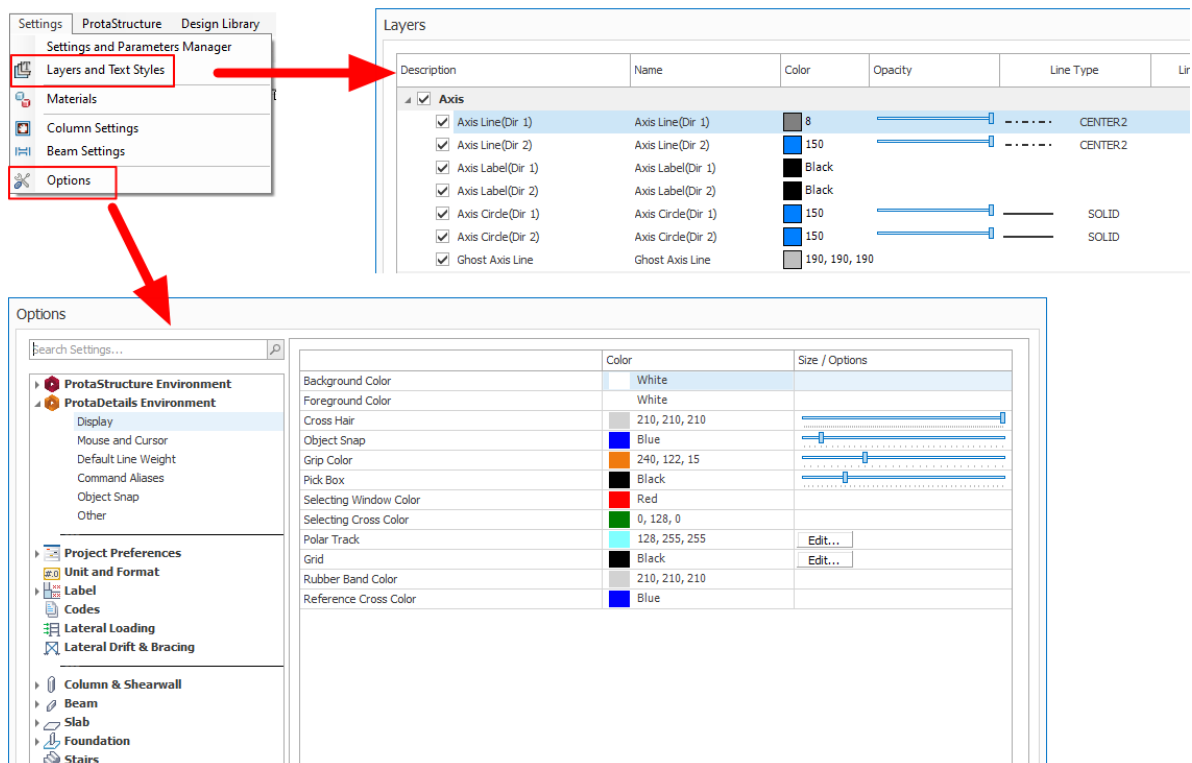 Settings ProtaStructure Design Library
Settings and Parameters Manager
Layers and Text Styles
Materials
Column Settings
Beam Settings
Options
Layers
Description Name Color Opacity Line Type
Axis
Axis Line(Dir 1) Axis Line(Dir 1) 8 CENTER2
Axis Line(Dir 2) Axis Line(Dir 2) 150 CENTER2
Axis Label(Dir 1) Axis Label(Dir 1) Black
Axis Label(Dir 2) Axis Label(Dir 2) Black
Axis Circle(Dir 1) Axis Circle(Dir 1) 150 SOLID
Axis Circle(Dir 2) Axis Circle(Dir 2) 150 SOLID
Ghost Axis Line Ghost Axis Line 190, 190, 190
Options
Search Settings...
ProtaStructure Environment
ProtaDetails Environment
Display
Mouse and Cursor
Default Line Weight
Command Aliases
Object Snap
Other
Project Preferences
Unit and Format
Label
Codes
Lateral Loading
Lateral Drift & Bracing
Column & Shearwall
Beam
Slab
Foundation
Stairs
Color Size / Options
Background Color White
Foreground Color White
Cross Hair 210, 210, 210
Object Snap Blue
Grip Color 240, 122, 15
Pick Box Black
Selecting Window Color Red
Selecting Cross Color 0, 128, 0
Polar Track 128, 255, 255 Edit...
Grid Black Edit...
Rubber Band Color 210, 210, 210
Reference Cross Color Blue